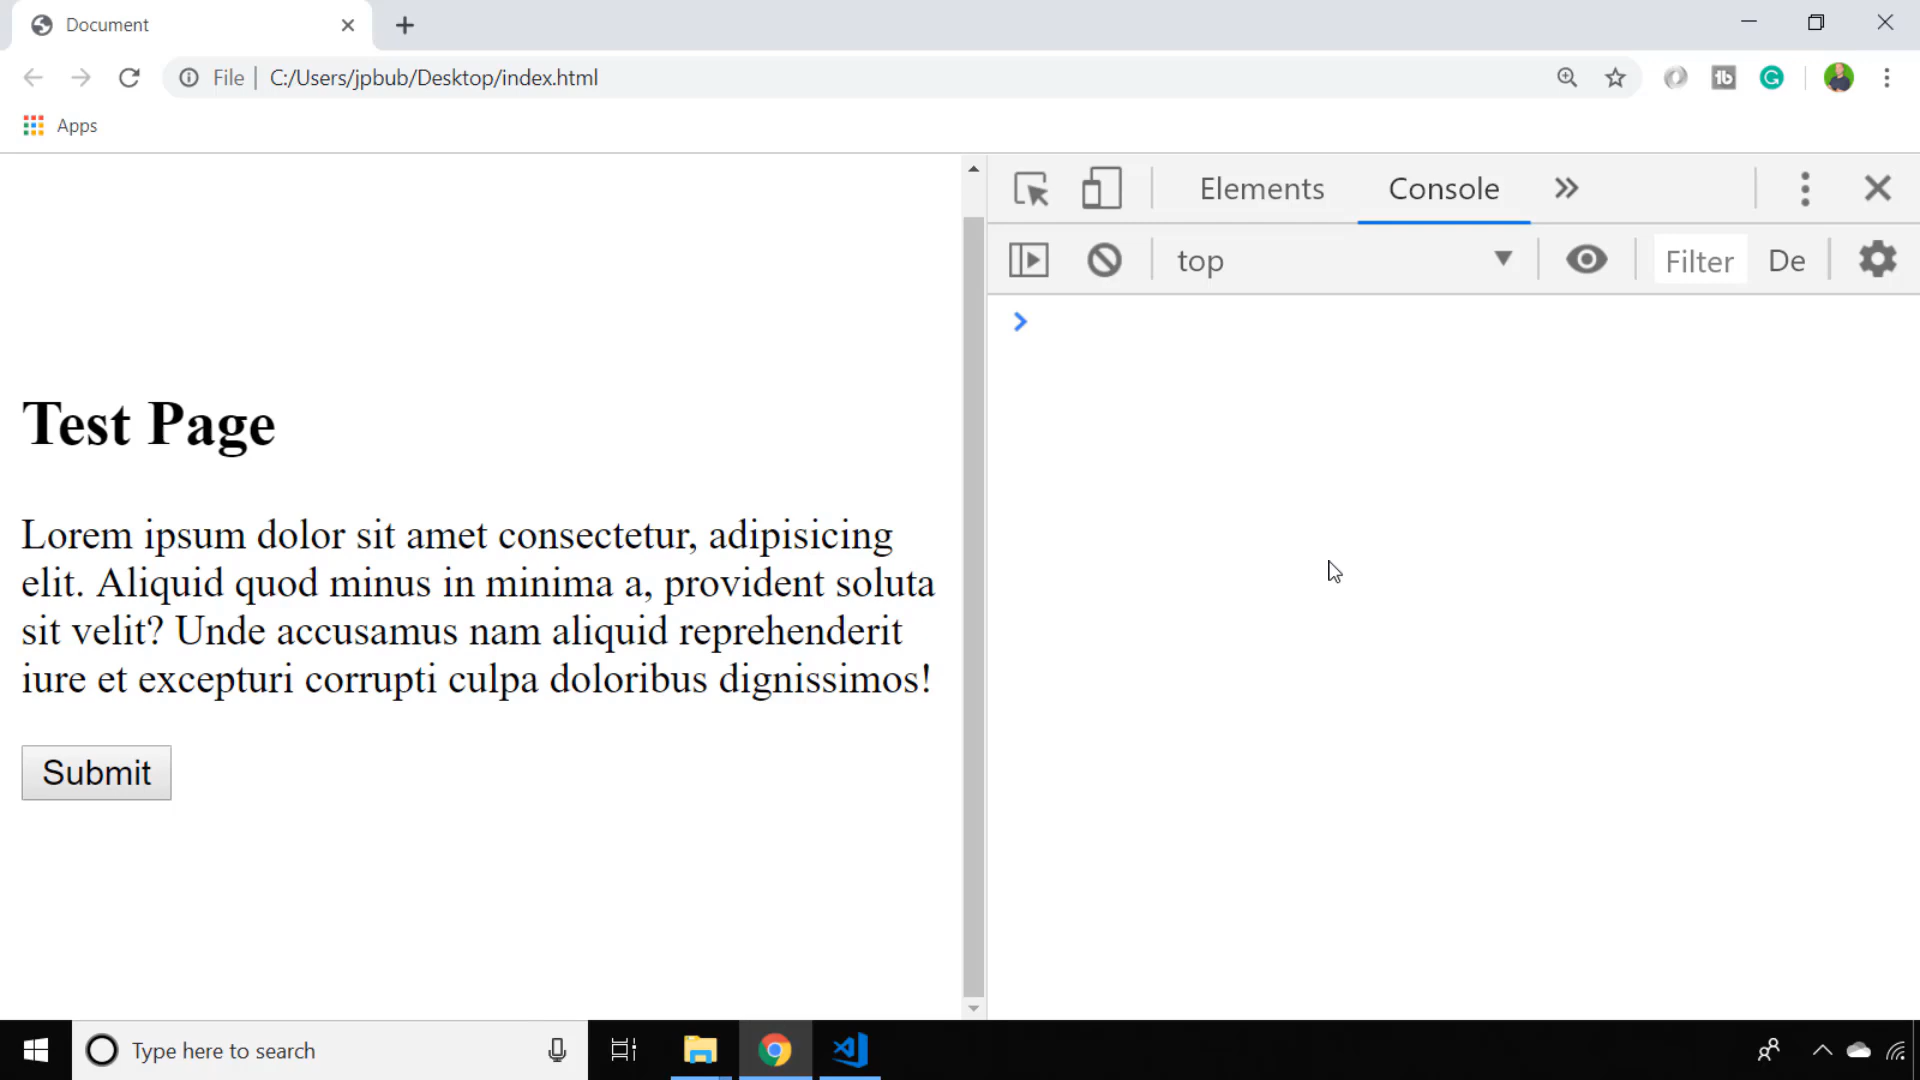 Document
File
C:/Users/jpbub/Desktop/index.html
Apps
Elements
Console
top
Filter
De
Test Page
Lorem ipsum dolor sit amet consectetur, adipisicing
elit. Aliquid quod minus in minima a, provident soluta
sit velit? Unde accusamus nam aliquid reprehenderit
iure et excepturi corrupti culpa doloribus dignissimos!
Submit
Type here to search